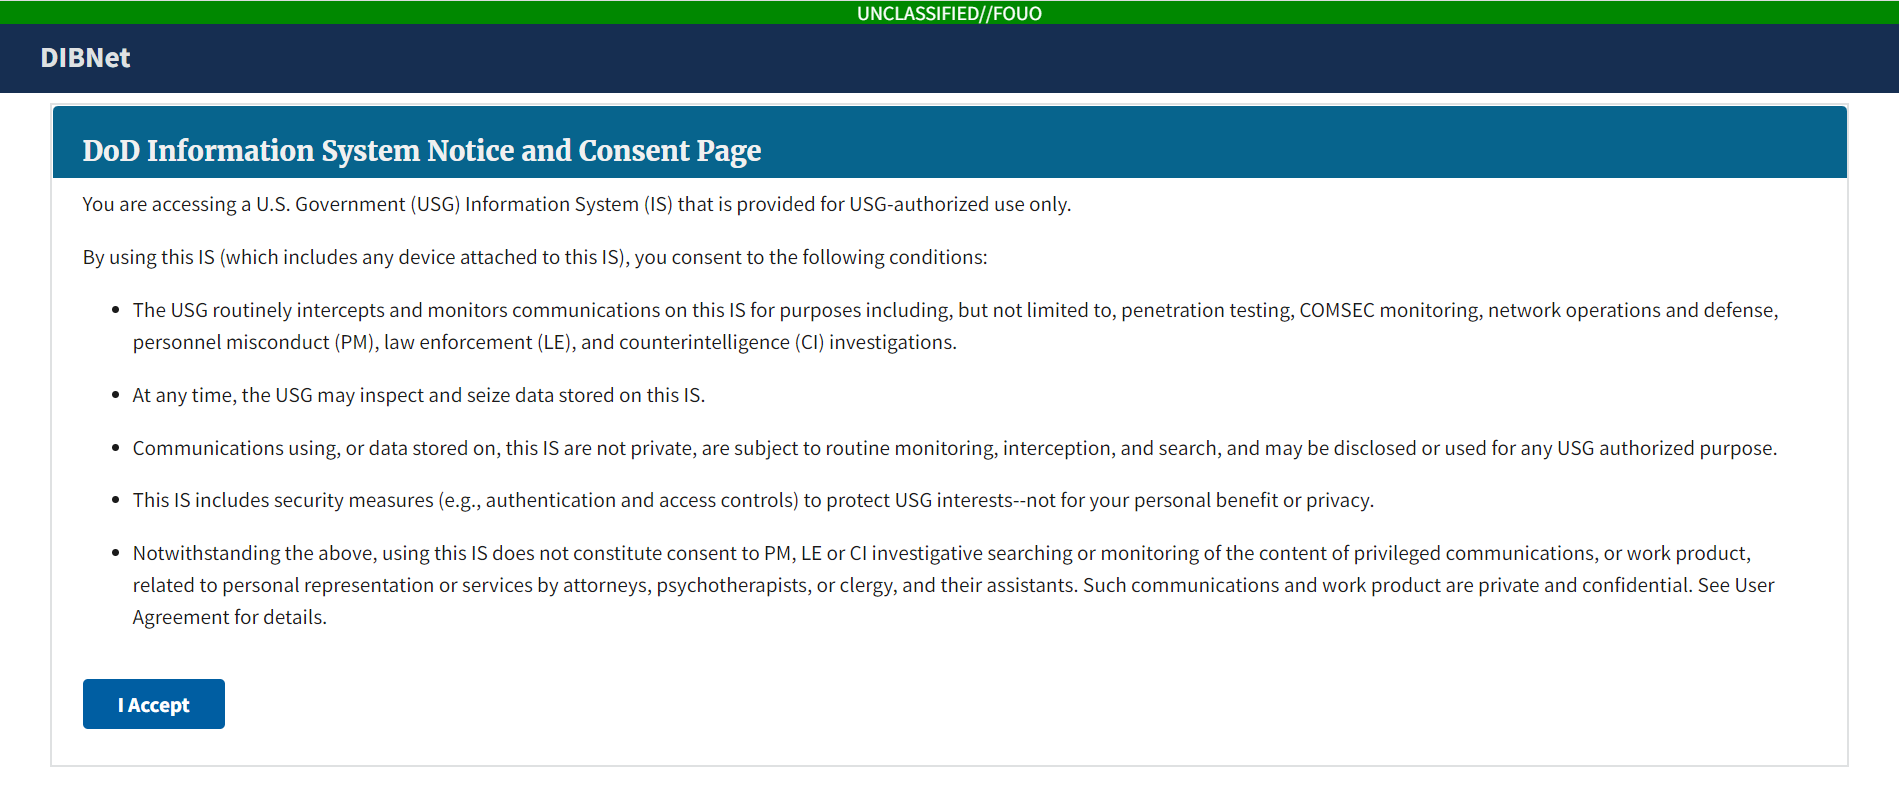 UNCLASSIFIED//FOUO
DIBNet
DoD Information System Notice and Consent Page
You are accessing a U.S. Government (USG) Information System (IS) that is provided for USG-authorized use only.
By using this IS (which includes any device attached to this IS), you consent to the following conditions:
• The USG routinely intercepts and monitors communications on this IS for purposes including, but not limited to, penetration testing, COMSEC monitoring, network operations and defense,
personnel misconduct (PM), law enforcement (LE), and counterintelligence (CI) investigations.
• At any time, the USG may inspect and seize data stored on this IS.
• Communications using, or data stored on, this IS are not private, are subject to routine monitoring, interception, and search, and may be disclosed or used for any USG authorized purpose.
• This IS includes security measures (e.g., authentication and access controls) to protect USG interests--not for your personal benefit or privacy.
• Notwithstanding the above, using this IS does not constitute consent to PM, LE or CI investigative searching or monitoring of the content of privileged communications, or work product,
related to personal representation or services by attorneys, psychotherapists, or clergy, and their assistants. Such communications and work product are private and confidential. See User
Agreement for details.
I Accept